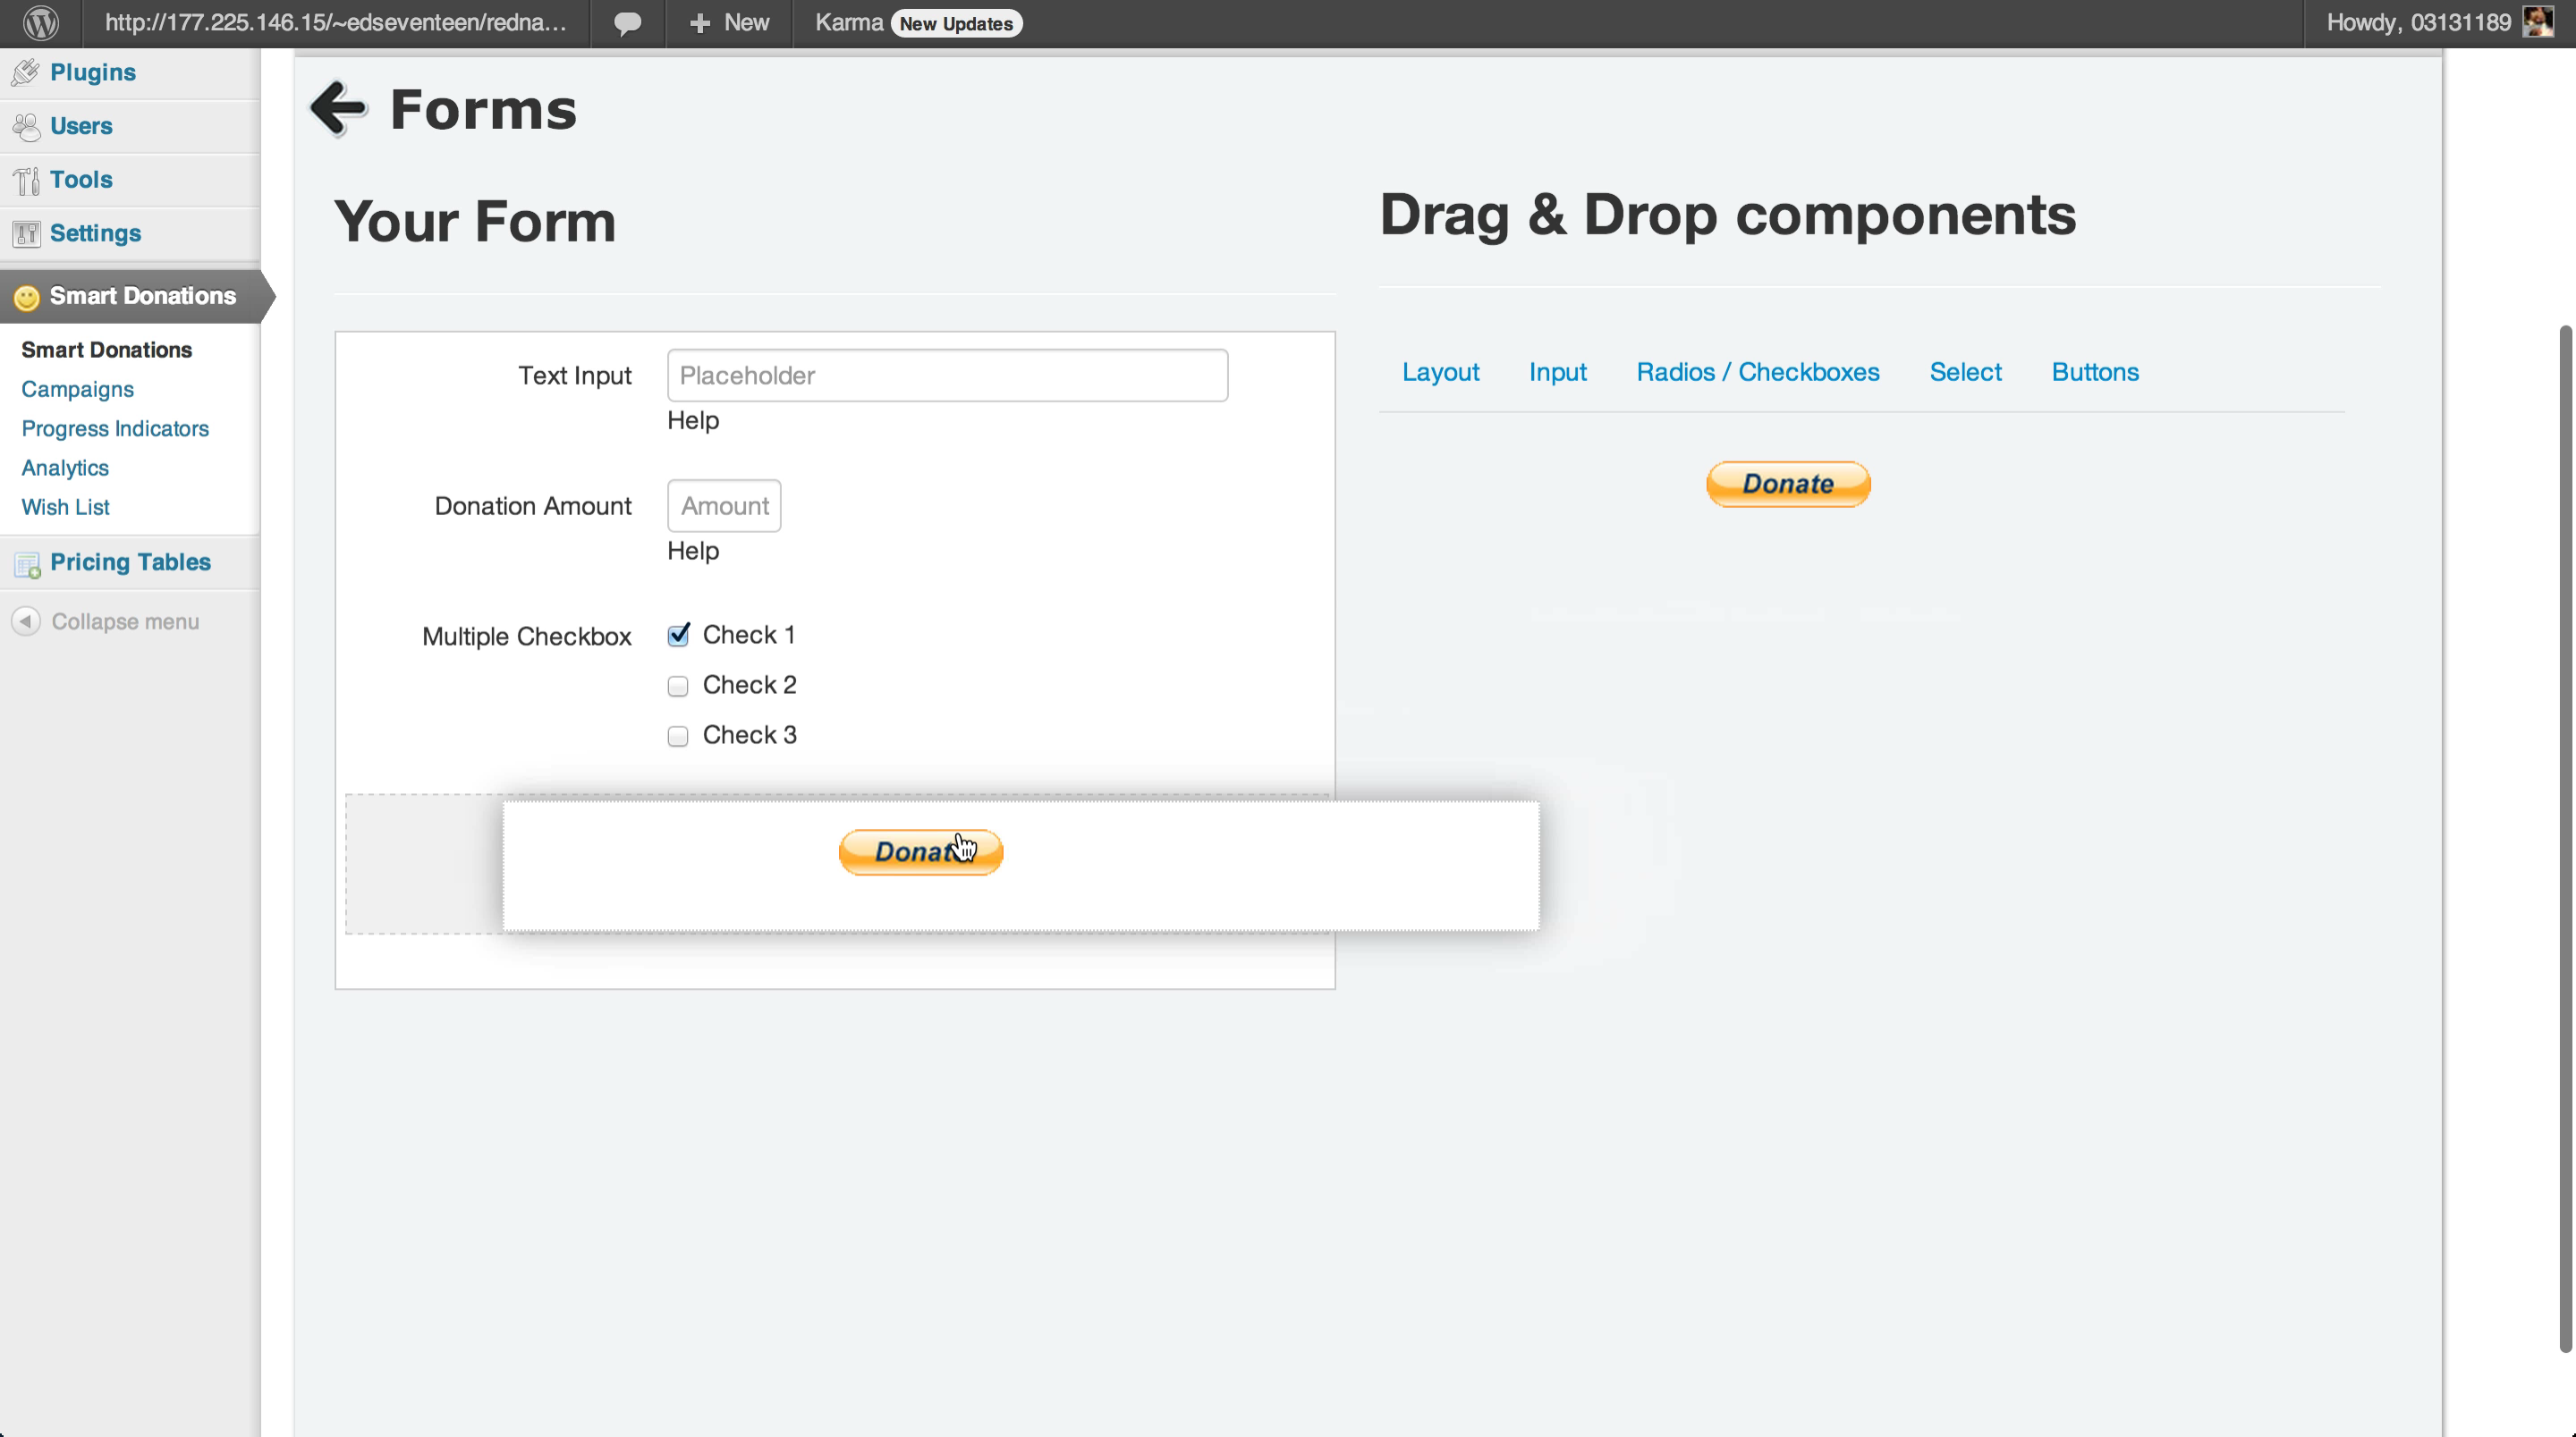 http://177.225.146.15/~edseventeen/redna...
+ New
Karma New Updates
Howdy, 03131189
Plugins
Users
Tools
Settings
Smart Donations
Smart Donations
Campaigns
Progress Indicators
Analytics
Wish List
Pricing Tables
Collapse menu
Forms
Your Form
Text Input
Placeholder
Help
Donation Amount
Amount
Help
Multiple Checkbox
Check 1
Check 2
Check 3
Donate
Drag & Drop components
Layout Input Radios / Checkboxes Select Buttons
Donate